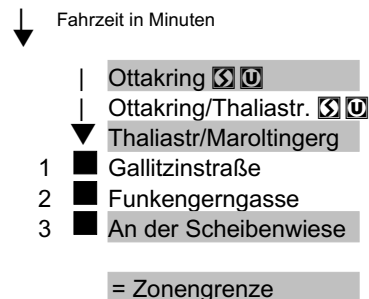 Fahrzeit in Minuten
Ottakring S U
Ottakring/Thaliastr. S U
Thaliastr/Maroltingerg
1 Gallitzinstraße
2 Funkengerngasse
3 An der Scheibenwiese
= Zonengrenze